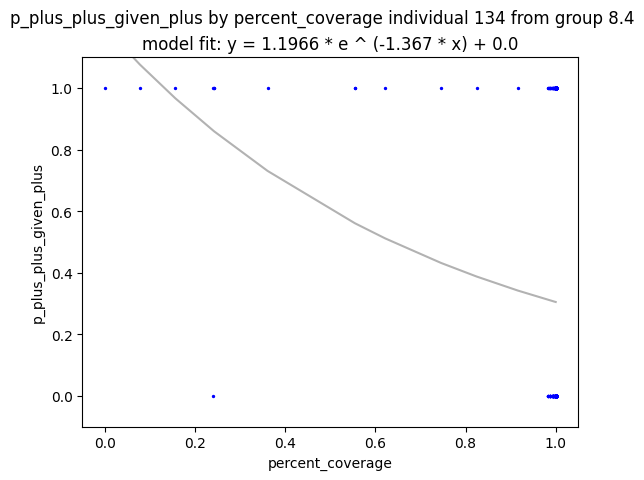 p_plus_plus_given_plus by percent_coverage individual 134 from group 8.4
model fit: y = 1.1966 * e ^ (-1.367 * x) + 0.0
1.0
0.8
0.6
0.4
0.2
0.0
p_plus_plus_given_plus
0.0 0.2 0.4 0.6 0.8 1.0
percent_coverage